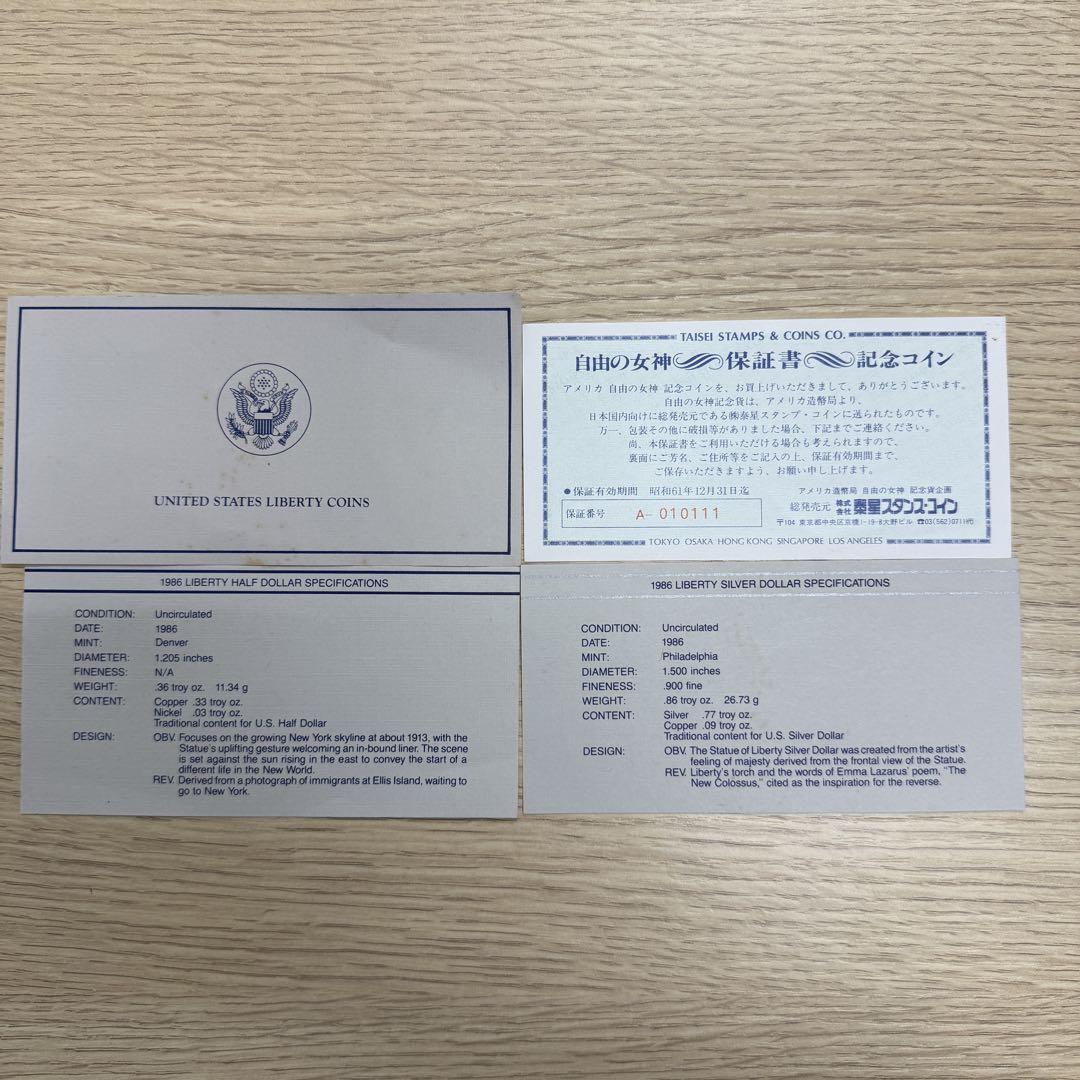 UNITED STATES LIBERTY COINS
TAISEI STAMPS & COINS CO.
自由の女神 保証書 記念コイン
アメリカ 自由の女神 記念コインを、お買上げいただきまして、ありがとうございます。
自由の女神記念貨は、アメリカ造幣局より、
日本国内向けに総発売元である㈱泰星スタンプ・コインに送られたものです。
万一、包装その他に破損等がありました場合、下記までご連絡ください。
尚、本保証書をご利用いただける場合も考えられますので、
裏面にご芳名、ご住所等をご記入の上、保証有効期間まで、
ご保存いただきますよう、お願い申し上げます。
●保証有効期間 昭和61年12月31日迄
保証番号 A- 010111
アメリカ造幣局 自由の女神 記念貨企画
総発売元 株式会社 泰星スタンプ・コイン
〒104 東京都中央区京橋1-19-8大野ビル ☎03(562)0711㈹
TOKYO OSAKA HONG KONG SINGAPORE LOS ANGELES
1986 LIBERTY HALF DOLLAR SPECIFICATIONS
CONDITION: Uncirculated
DATE: 1986
MINT: Denver
DIAMETER: 1.205 inches
FINENESS: N/A
WEIGHT: .36 troy oz. 11.34 g
CONTENT: Copper .33 troy oz.
Nickel .03 troy oz.
Traditional content for U.S. Half Dollar
DESIGN: OBV. Focuses on the growing New York skyline at about 1913, with the
Statue's uplifting gesture welcoming an in-bound liner. The scene
is set against the sun rising in the east to convey the start of a
different life in the New World.
REV. Derived from a photograph of immigrants at Ellis Island, waiting to
go to New York.
1986 LIBERTY SILVER DOLLAR SPECIFICATIONS
CONDITION: Uncirculated
DATE: 1986
MINT: Philadelphia
DIAMETER: 1.500 inches
FINENESS: .900 fine
WEIGHT: .86 troy oz. 26.73 g
CONTENT: Silver .77 troy oz.
Copper .09 troy oz.
Traditional content for U.S. Silver Dollar
DESIGN: OBV. The Statue of Liberty Silver Dollar was created from the artist's
feeling of majesty derived from the frontal view of the Statue.
REV. Liberty's torch and the words of Emma Lazarus' poem, "The
New Colossus," cited as the inspiration for the reverse.